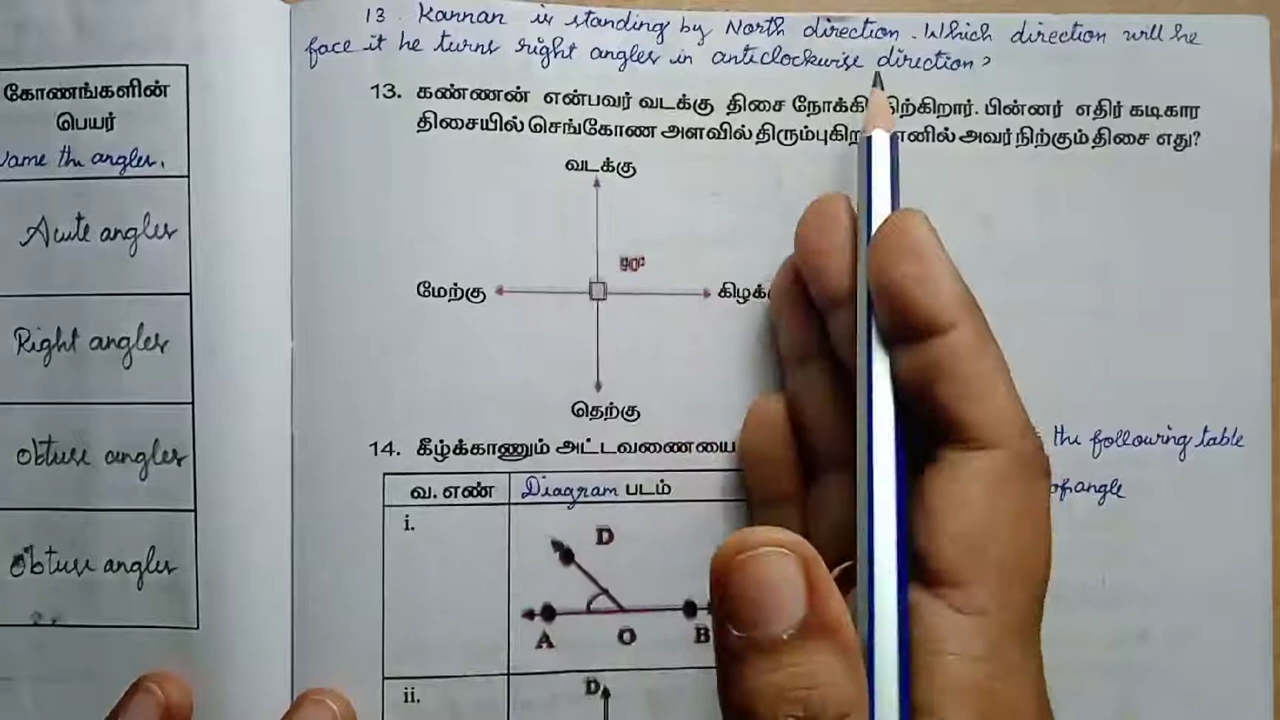 கோணங்களின்
பெயர்
Name the angles.
Acute angles
Right angles
Obtuse angles
Obtuse angles
13. Kannan is standing by North direction. Which direction will he
face it he turns right angles in anticlockwise direction?
13. கண்ணன் என்பவர் வடக்கு திசை நோக்கி நிற்கிறார். பின்னர் எதிர் கடிகார
திசையில் செங்கோண அளவில் திரும்புகிறார் எனில் அவர் நிற்கும் திசை எது?
வடக்கு
90°
மேற்கு
தெற்கு
14. கீழ்க்காணும் அட்டவணையை
the following table
வ. எண்
Diagram படம்
of angle
i.
D
A
O
B
ii.
D